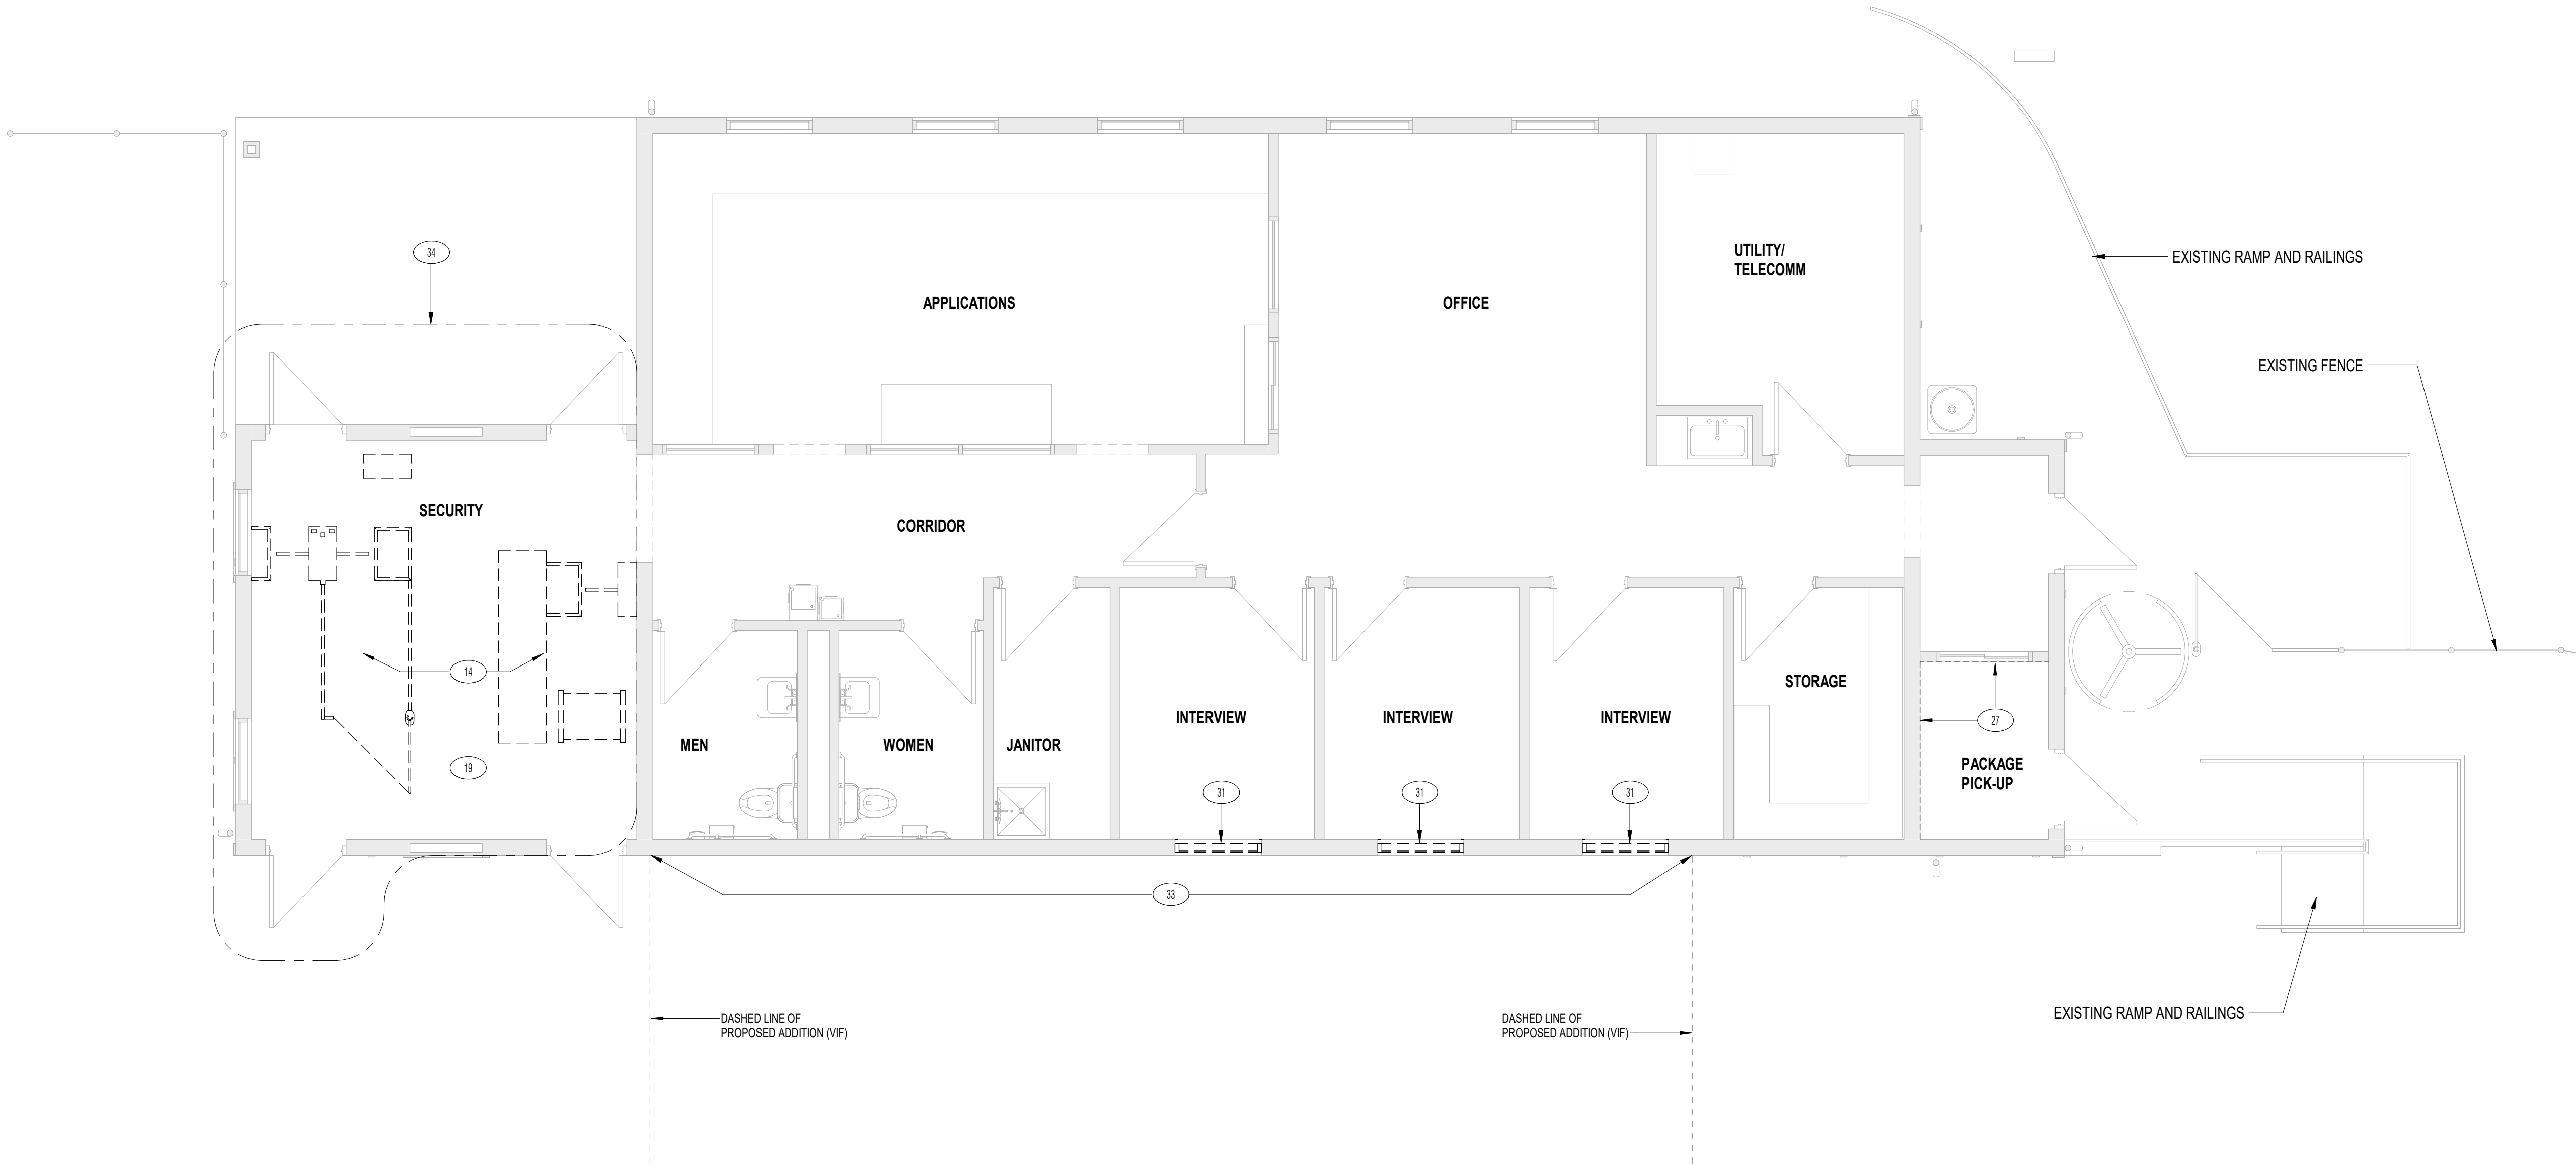 34
UTILITY/
TELECOMM
EXISTING RAMP AND RAILINGS
APPLICATIONS
OFFICE
EXISTING FENCE
SECURITY
CORRIDOR
14
STORAGE
INTERVIEW
INTERVIEW
INTERVIEW
27
MEN
WOMEN
JANITOR
19
PACKAGE
PICK-UP
31
31
31
33
DASHED LINE OF
PROPOSED ADDITION (VIF)
DASHED LINE OF
PROPOSED ADDITION (VIF)
EXISTING RAMP AND RAILINGS